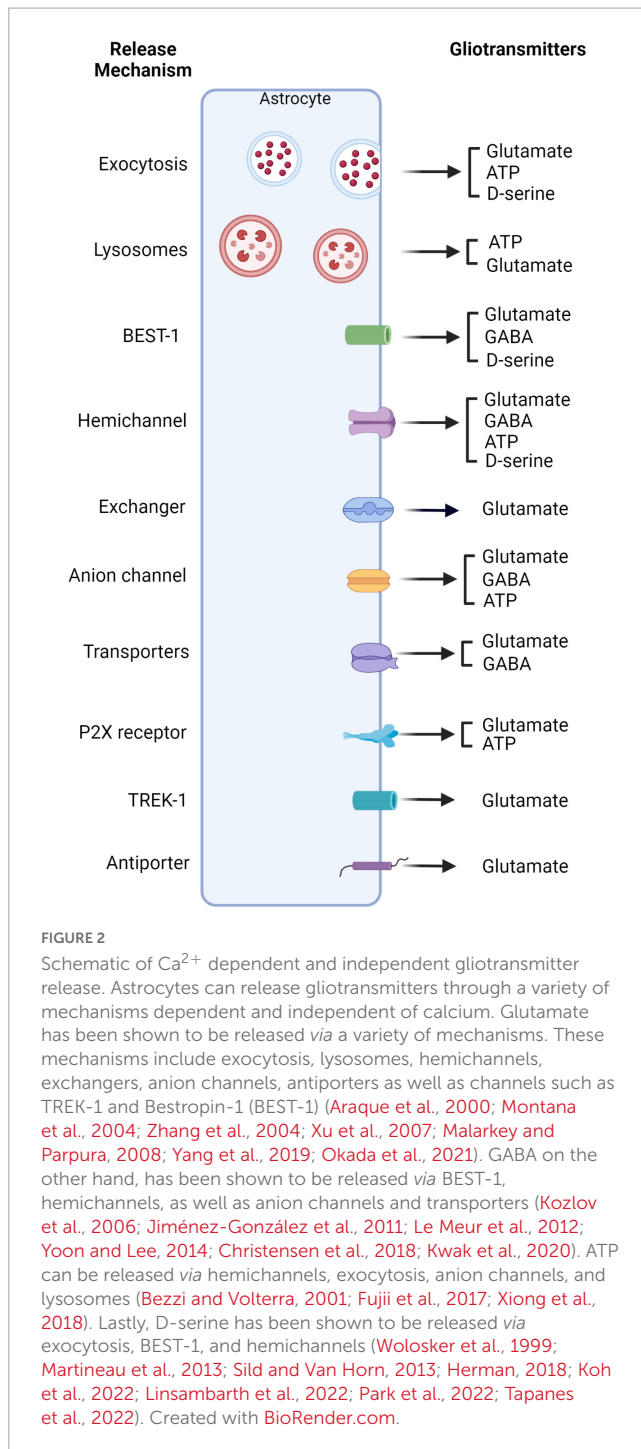 Release
Mechanism
Gliotransmitters
Astrocyte
Exocytosis
Glutamate
ATP
D-serine
Lysosomes
ATP
Glutamate
BEST-1
Glutamate
GABA
D-serine
Hemichannel
Glutamate
GABA
ATP
D-serine
Exchanger
Glutamate
Anion channel
Glutamate
GABA
ATP
Transporters
Glutamate
GABA
P2X receptor
Glutamate
ATP
TREK-1
Glutamate
Antiporter
Glutamate
FIGURE 2
Schematic of Ca2+ dependent and independent gliotransmitter
release. Astrocytes can release gliotransmitters through a variety of
mechanisms dependent and independent of calcium. Glutamate
has been shown to be released via a variety of mechanisms. These
mechanisms include exocytosis, lysosomes, hemichannels,
exchangers, anion channels, antiporters as well as channels such as
TREK-1 and Bestropin-1 (BEST-1) (Araque et al., 2000; Montana
et al., 2004; Zhang et al., 2004; Xu et al., 2007; Malarkey and
Parpura, 2008; Yang et al., 2019; Okada et al., 2021). GABA on the
other hand, has been shown to be released via BEST-1,
hemichannels, as well as anion channels and transporters (Kozlov
et al., 2006; Jiménez-González et al., 2011; Le Meur et al., 2012;
Yoon and Lee, 2014; Christensen et al., 2018; Kwak et al., 2020). ATP
can be released via hemichannels, exocytosis, anion channels, and
lysosomes (Bezzi and Volterra, 2001; Fujii et al., 2017; Xiong et al.,
2018). Lastly, D-serine has been shown to be released via
exocytosis, BEST-1, and hemichannels (Wolosker et al., 1999;
Martineau et al., 2013; Sild and Van Horn, 2013; Herman, 2018; Koh
et al., 2022; Linsambarth et al., 2022; Park et al., 2022; Tapanes
et al., 2022). Created with BioRender.com.